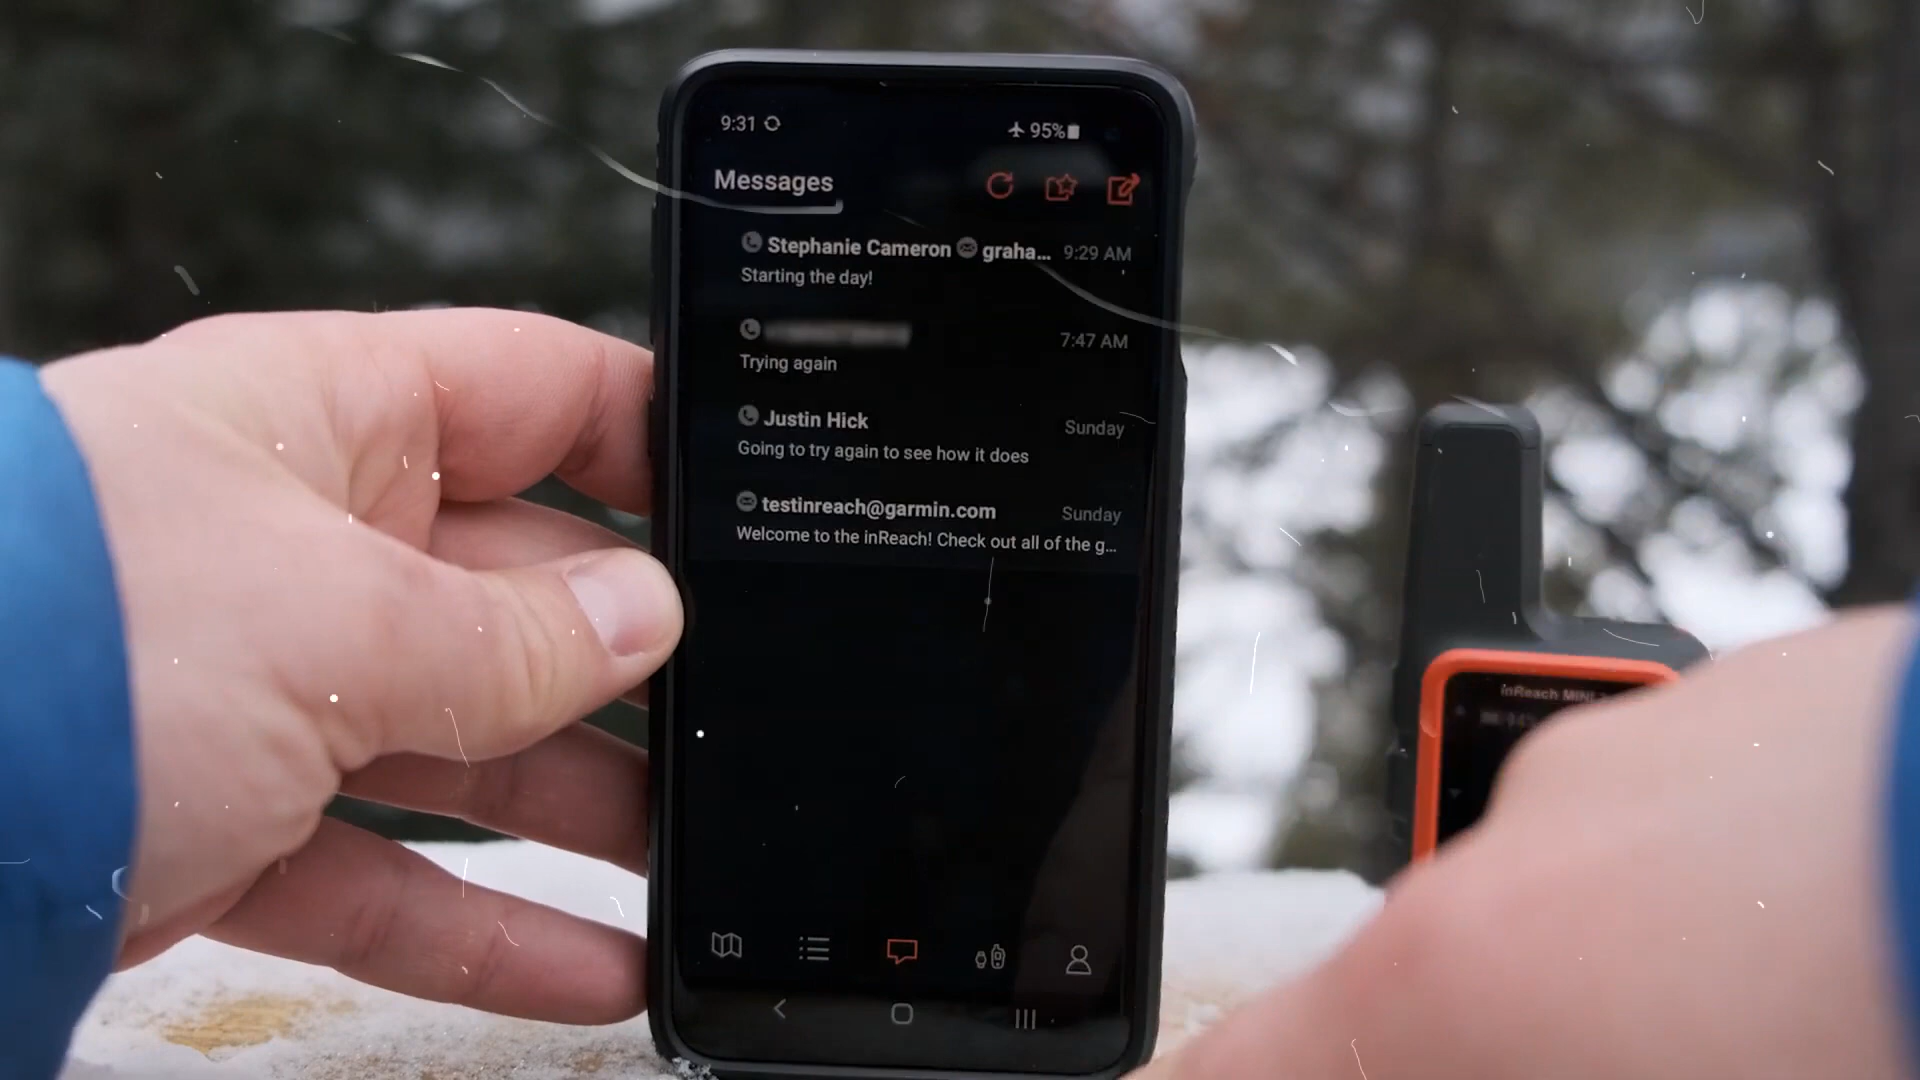 9:31 95%
Messages
Stephanie Cameron graha... 9:29 AM
Starting the day!
7:47 AM
Trying again
Justin Hick Sunday
Going to try again to see how it does
testinreach@garmin.com Sunday
Welcome to the inReach! Check out all of the g...
inReach MINI